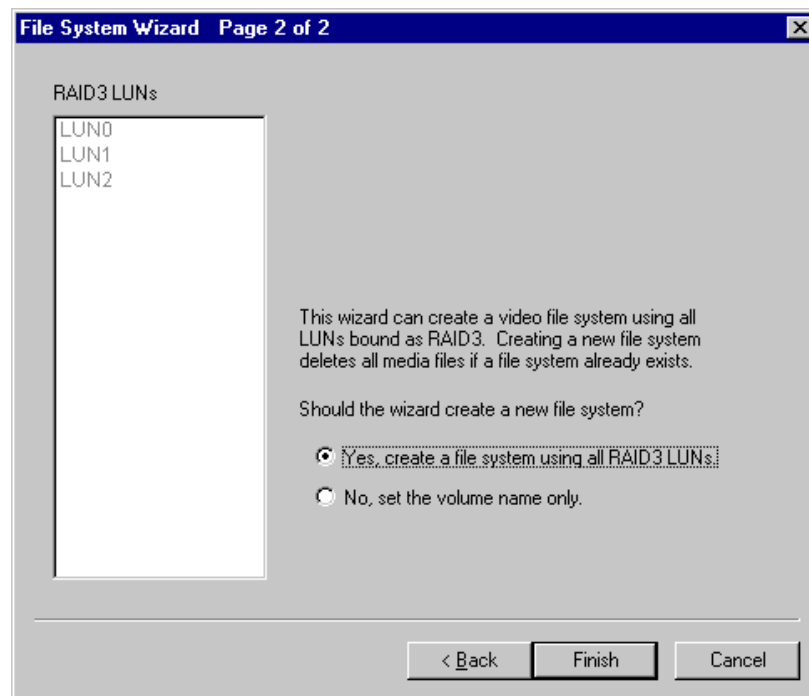 File System Wizard   Page 2 of 2
RAID3 LUNs
LUN0
LUN1
LUN2
This wizard can create a video file system using all
LUNs bound as RAID3.  Creating a new file system
deletes all media files if a file system already exists.
Should the wizard create a new file system?
Yes, create a file system using all RAID3 LUNs.
No, set the volume name only.
< Back
Finish
Cancel